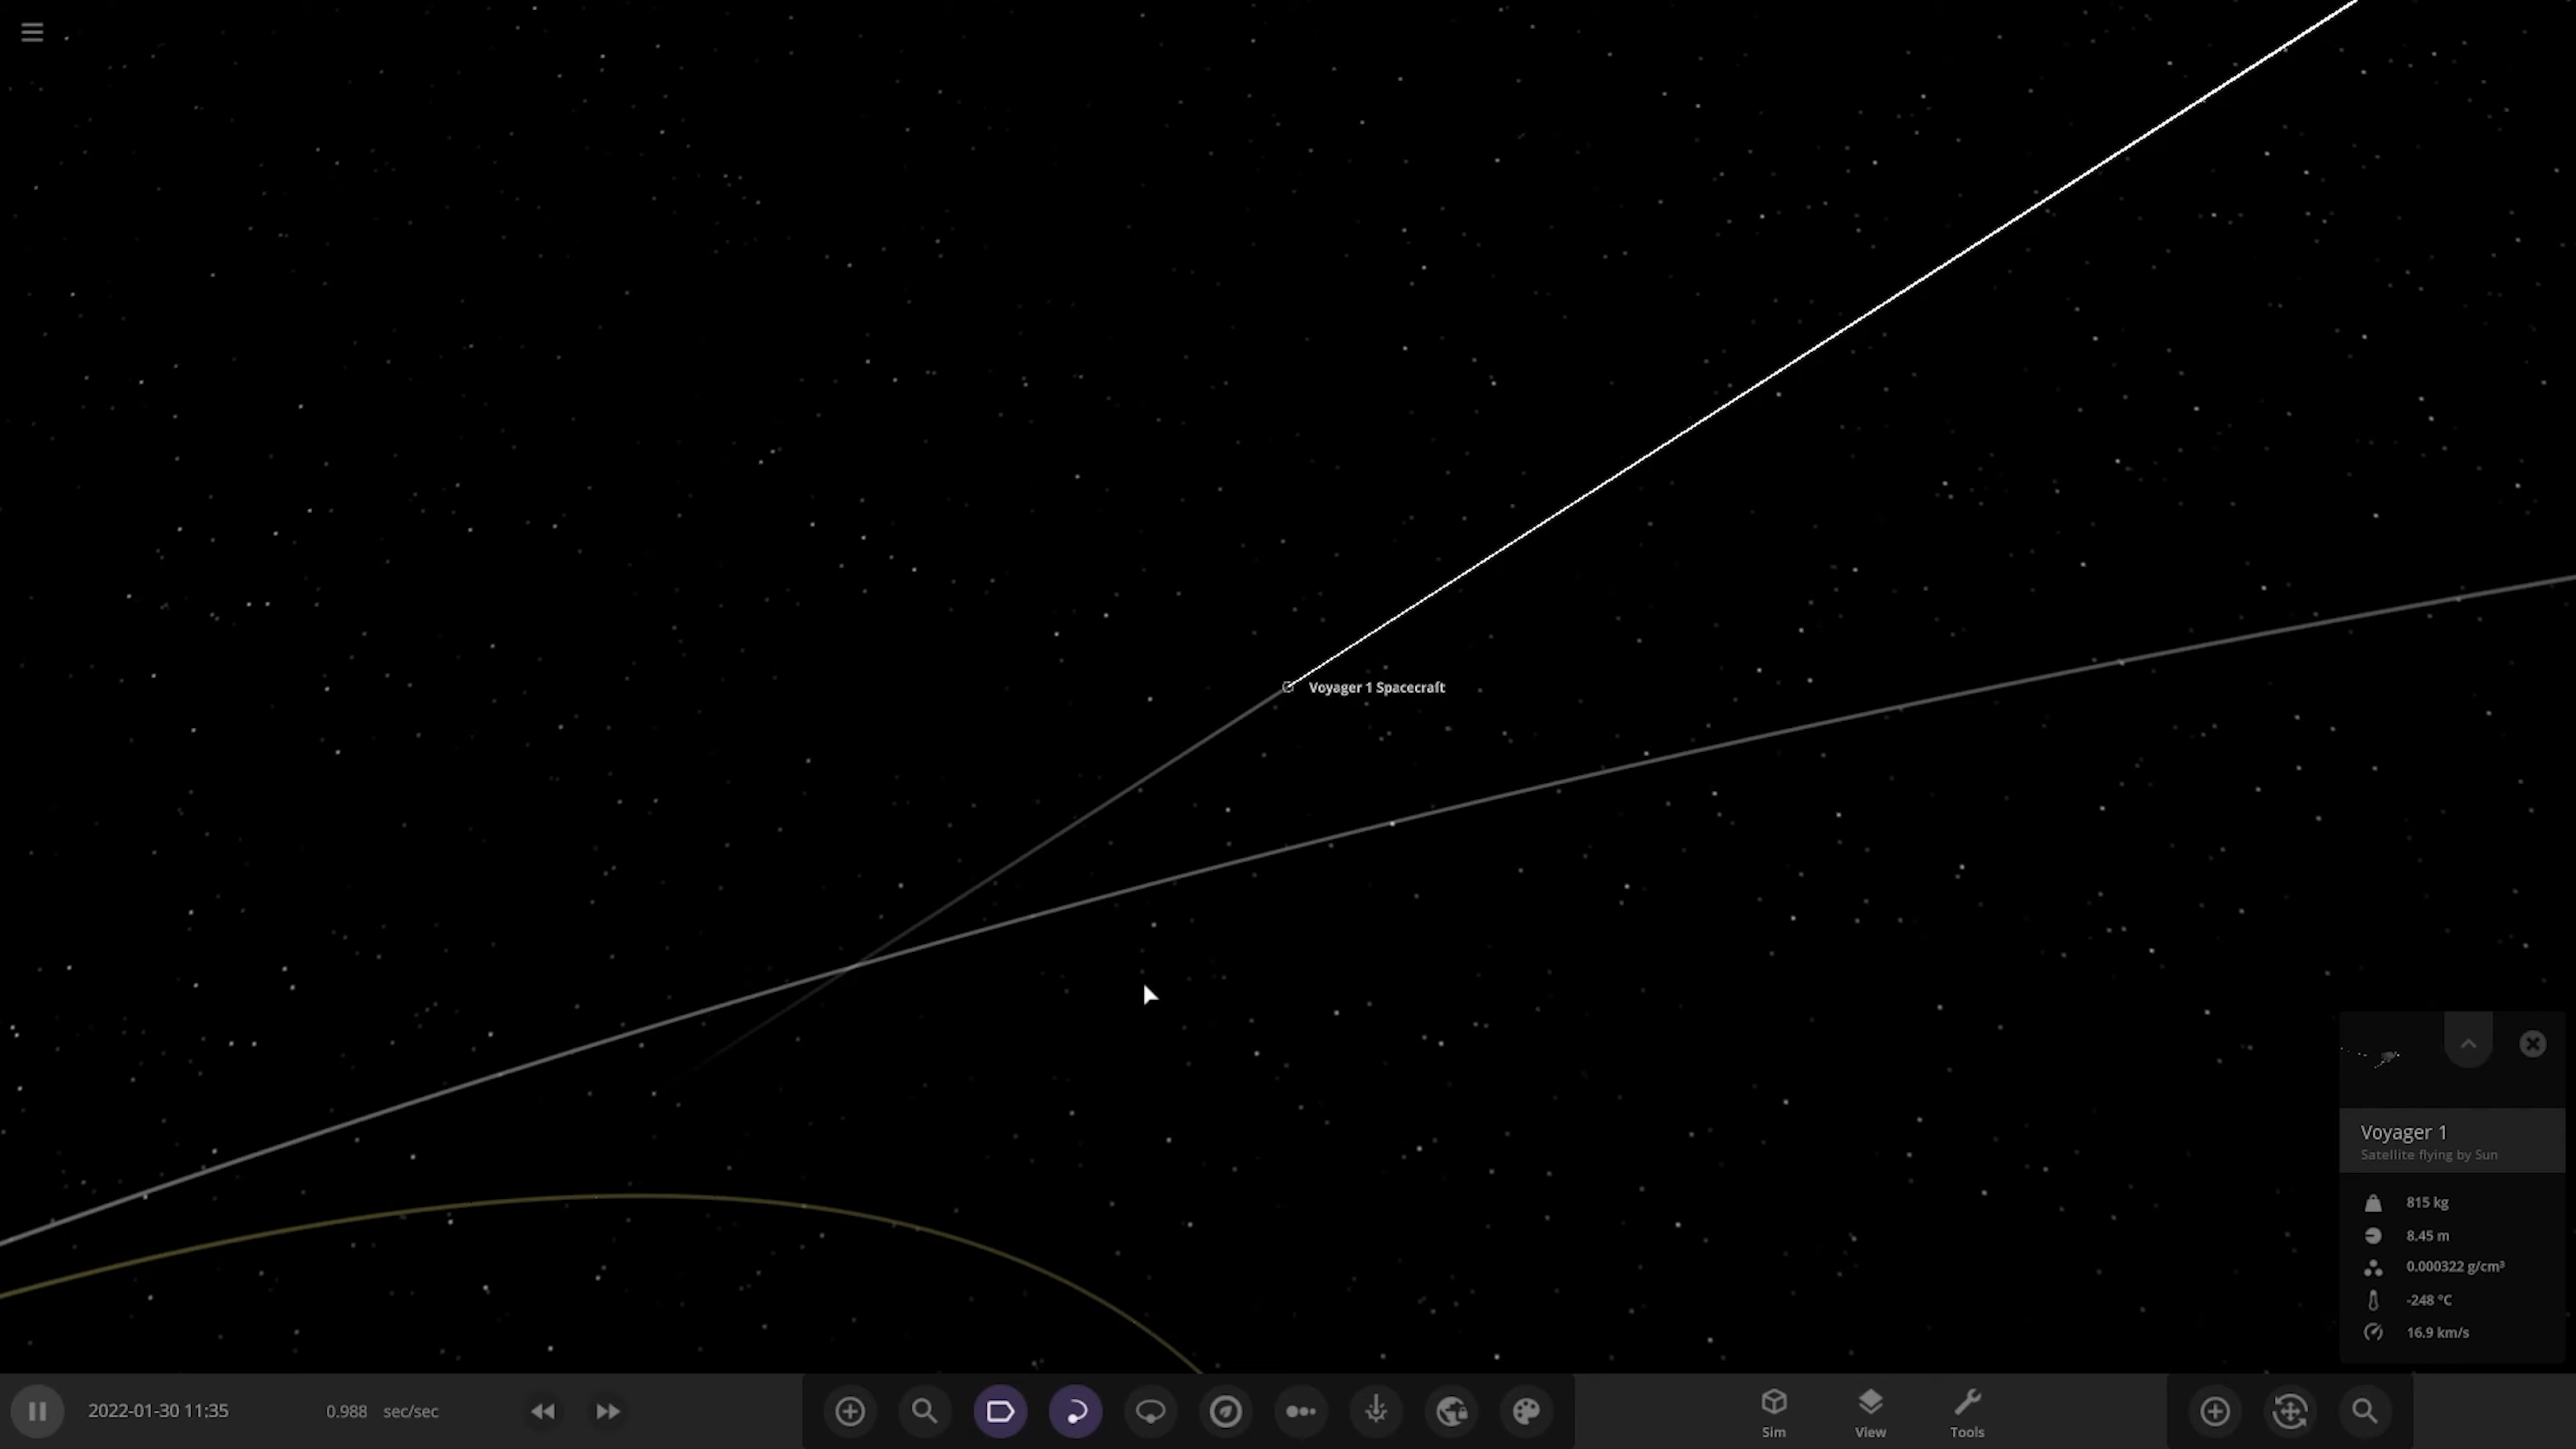 Voyager 1 Spacecraft
Voyager 1
Satellite flying by Sun
815 kg
8.45 m
0.000322 g/cm³
-248 °C
16.9 km/s
2022-01-30 11:35
0.988 sec/sec
Sim
View
Tools